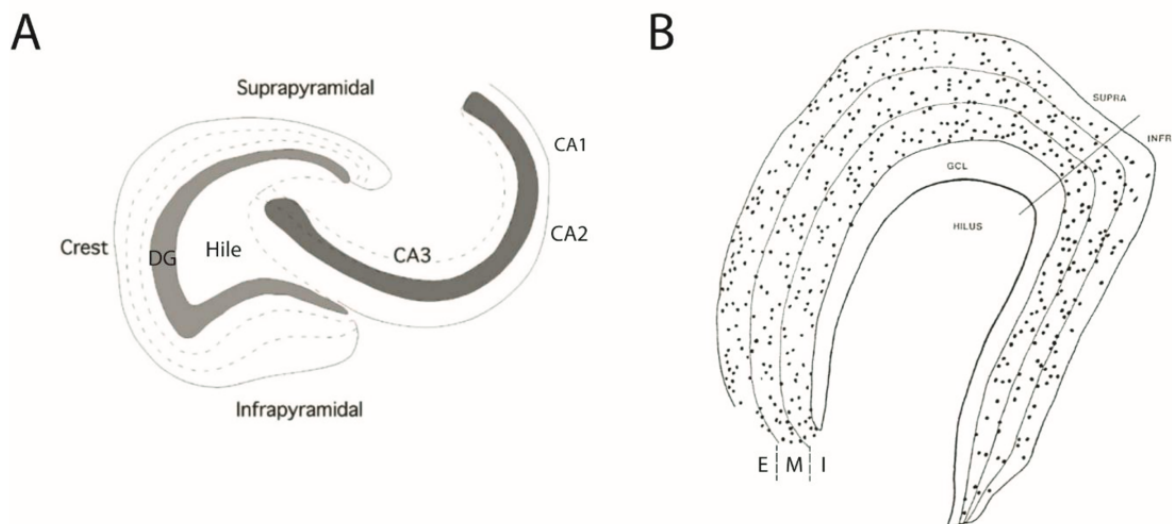 A
Suprapyramidal
CA1
CA2
CA3
Crest
DG
Hile
Infrapyramidal
B
SUPRA
INFR
GCL
HILUS
E M I